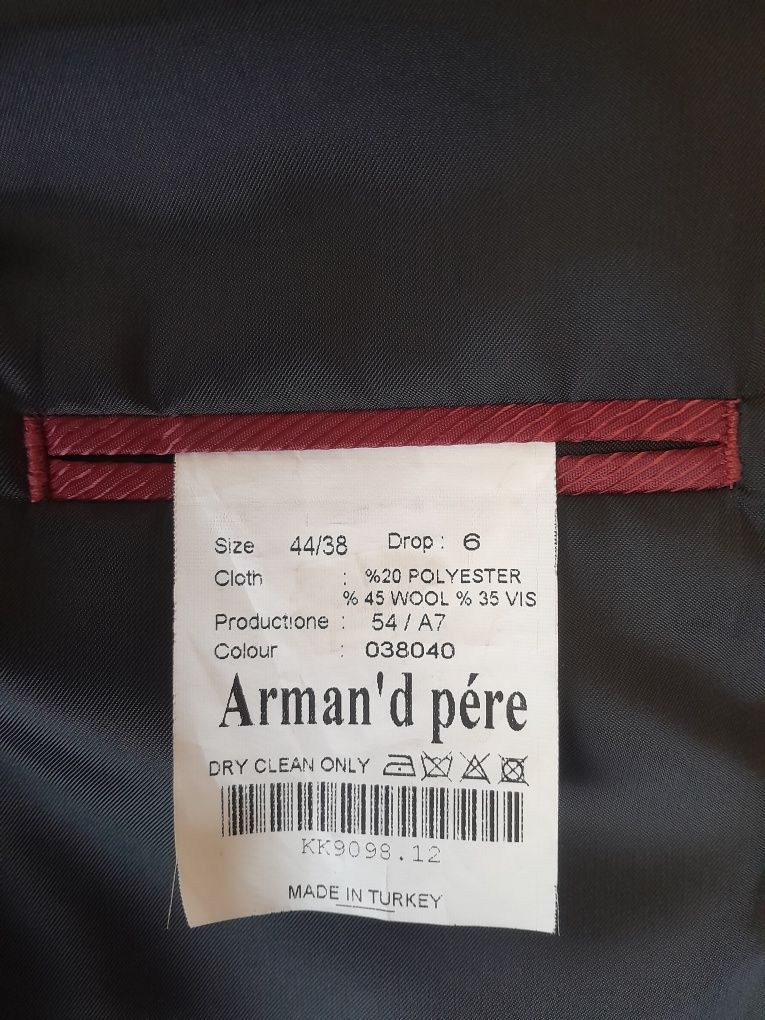 Size 44/38 Drop : 6
Cloth : %20 POLYESTER
% 45 WOOL % 35 VIS
Productione : 54 / A7
Colour : 038040
Arman'd pére
DRY CLEAN ONLY
KK9098.12
MADE IN TURKEY